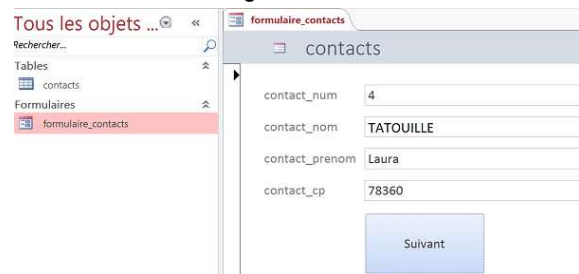 Tous les objets ...
«
Rechercher...
Tables
contacts
Formulaires
formulaire_contacts
formulaire_contacts
contacts
contact_num 4
contact_nom TATOUILLE
contact_prenom Laura
contact_cp 78360
Suivant